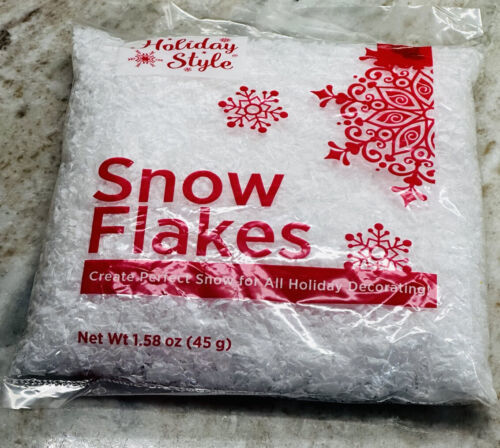 Holiday
Style
Snow
Flakes
Create Perfect Snow for All Holiday Decorating!
Net Wt 1.58 oz (45 g)